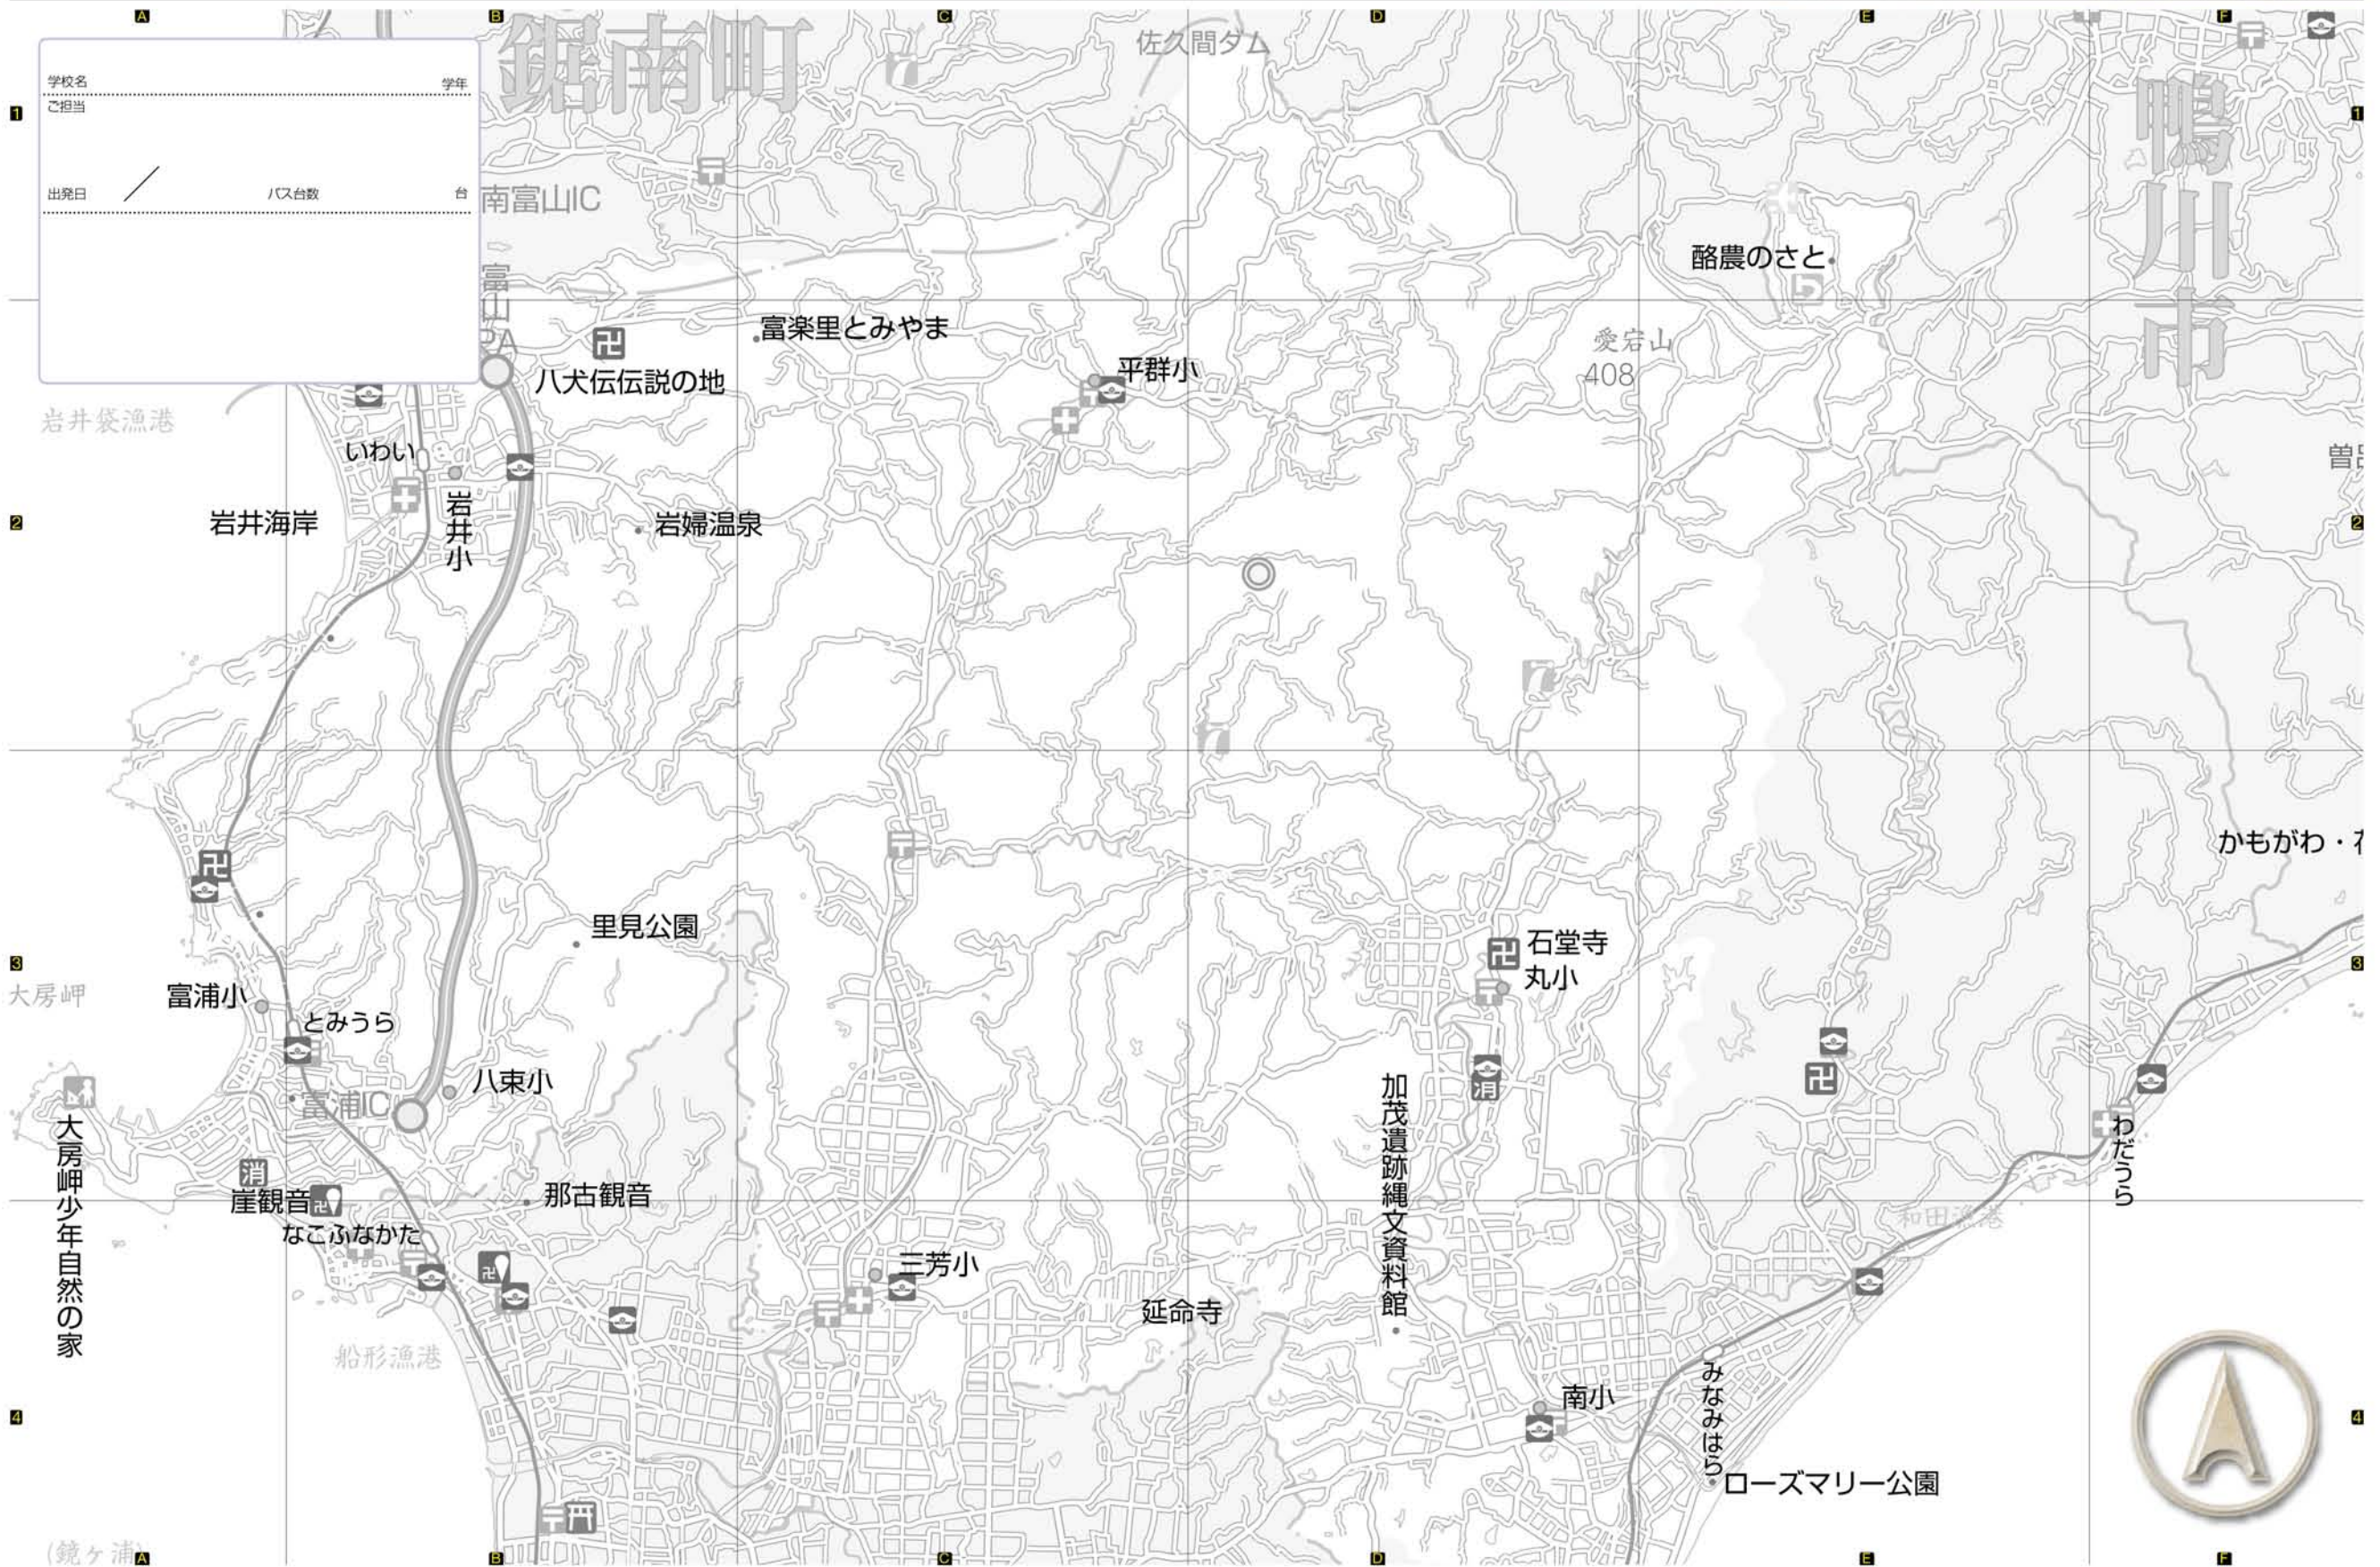 A B C D E F
鋸南町
佐久間ダム
学校名 学年
1 1
ご担当
鴨川市
出発日 ／ バス台数 台
南富山IC
酪農のさと
富山PA
富楽里とみやま
愛宕山
408
平群小
八犬伝伝説の地
岩井袋漁港
いわい
岩井小
岩井海岸
2 2
岩婦温泉
かもがわ・
里見公園
石堂寺
3 3
丸小
大房岬
富浦小
とみうら
八束小
富浦IC
加茂遺跡縄文資料館
消
わだうら
大房岬少年自然の家
消
崖観音
那古観音
なこふなかた
和田漁港
三芳小
延命寺
船形漁港
みなみはら
南小
4 4
ローズマリー公園
(鏡ヶ浦)
A B C D E F